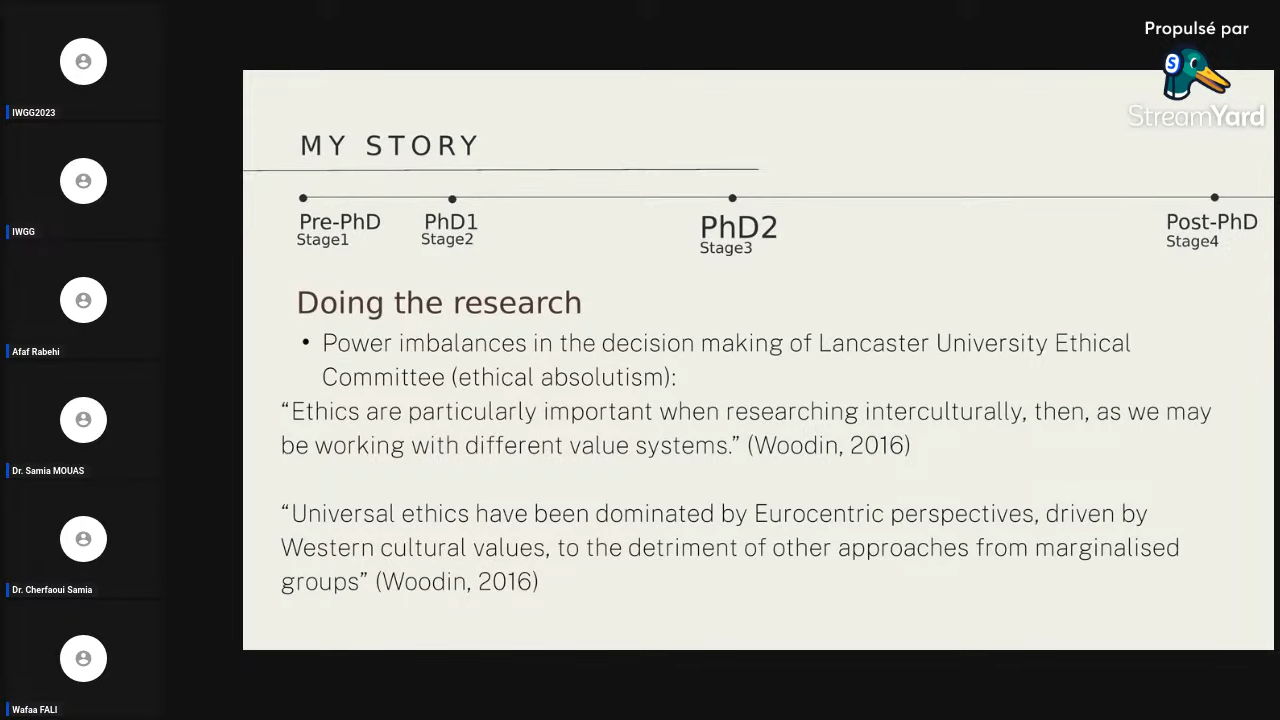 Propulsé par
StreamYard
IWGG2023
IWGG
Afaf Rabehi
Dr. Samia MOUAS
Dr. Cherfaoui Samia
Wafaa FALI
MY STORY
Pre-PhD
Stage1
PhD1
Stage2
PhD2
Stage3
Post-PhD
Stage4
Doing the research
• Power imbalances in the decision making of Lancaster University Ethical
Committee (ethical absolutism):
“Ethics are particularly important when researching interculturally, then, as we may
be working with different value systems.” (Woodin, 2016)
“Universal ethics have been dominated by Eurocentric perspectives, driven by
Western cultural values, to the detriment of other approaches from marginalised
groups” (Woodin, 2016)